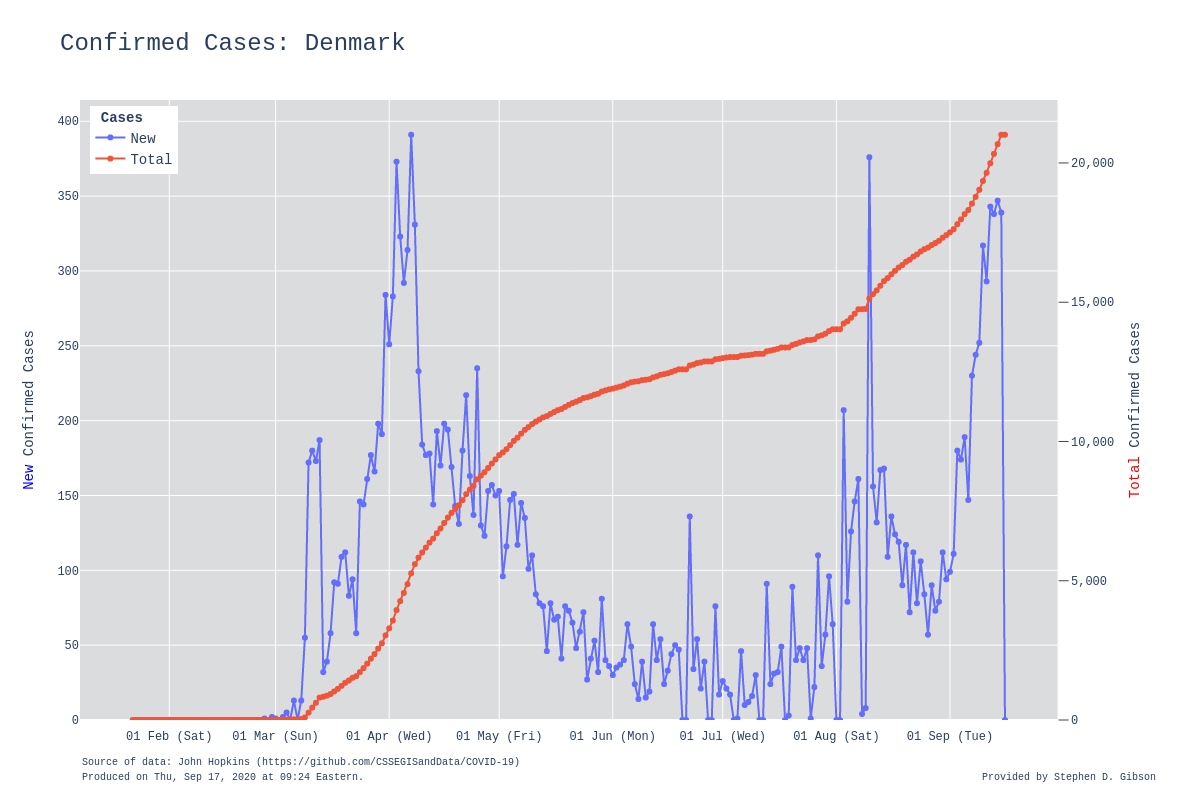 Confirmed Cases: Denmark
Cases
New
Total
400
350
300
250
200
150
100
50
0
20,000
15,000
10,000
5,000
0
New Confirmed Cases
Total Confirmed Cases
01 Feb (Sat) 01 Mar (Sun) 01 Apr (Wed) 01 May (Fri) 01 Jun (Mon) 01 Jul (Wed) 01 Aug (Sat) 01 Sep (Tue)
Source of data: John Hopkins (https://github.com/CSSEGISandData/COVID-19)
Produced on Thu, Sep 17, 2020 at 09:24 Eastern.
Provided by Stephen D. Gibson